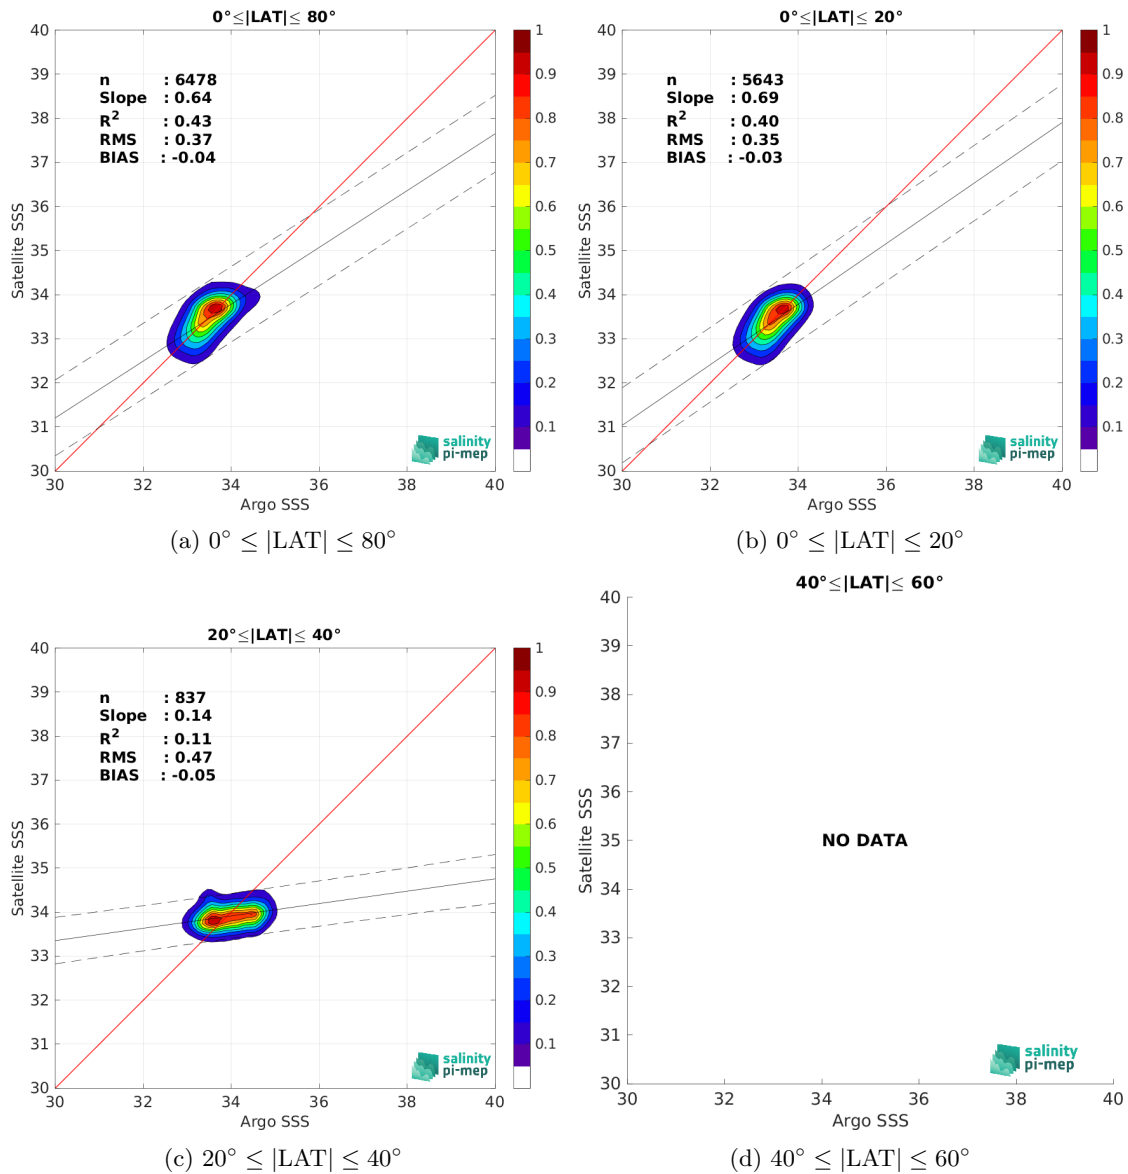 0°≤|LAT|≤ 80°
40
39
38
37
36
35
34
33
32
31
30
Satellite SSS
n : 6478
Slope : 0.64
R2 : 0.43
RMS : 0.37
BIAS : -0.04
1
0.9
0.8
0.7
0.6
0.5
0.4
0.3
0.2
0.1
salinity
pi-mep
30 32 34 36 38 40
Argo SSS
(a) 0° ≤ |LAT| ≤ 80°
0°≤|LAT|≤ 20°
40
39
38
37
36
35
34
33
32
31
30
Satellite SSS
n : 5643
Slope : 0.69
R2 : 0.40
RMS : 0.35
BIAS : -0.03
1
0.9
0.8
0.7
0.6
0.5
0.4
0.3
0.2
0.1
salinity
pi-mep
30 32 34 36 38 40
Argo SSS
(b) 0° ≤ |LAT| ≤ 20°
20°≤|LAT|≤ 40°
40
39
38
37
36
35
34
33
32
31
30
Satellite SSS
n : 837
Slope : 0.14
R2 : 0.11
RMS : 0.47
BIAS : -0.05
1
0.9
0.8
0.7
0.6
0.5
0.4
0.3
0.2
0.1
salinity
pi-mep
30 32 34 36 38 40
Argo SSS
(c) 20° ≤ |LAT| ≤ 40°
40°≤|LAT|≤ 60°
40
39
38
37
36
35
34
33
32
31
30
Satellite SSS
NO DATA
salinity
pi-mep
30 32 34 36 38 40
Argo SSS
(d) 40° ≤ |LAT| ≤ 60°